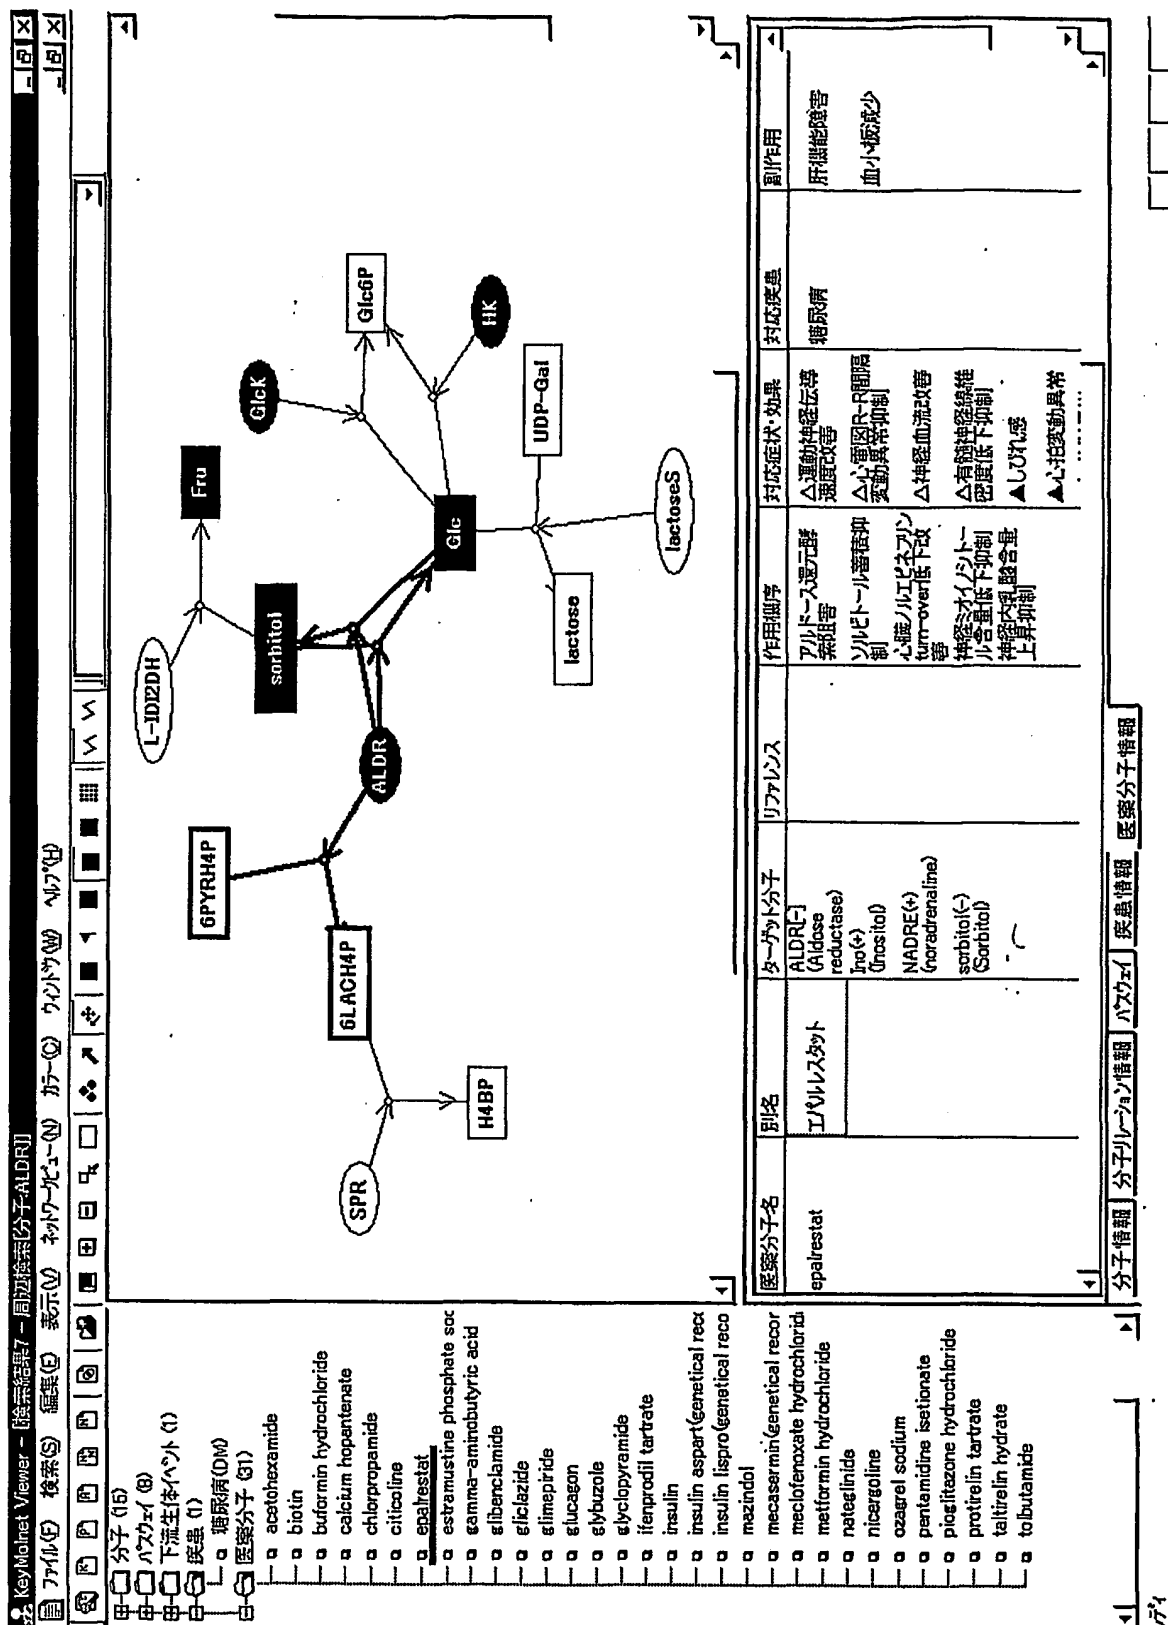 KeyMolnet Viewer - [検索結果7 - 周辺検索[分子:ALDR]]
ファイル(F) 検索(S) 編集(E) 表示(V) ネットワークビュー(N) カラー(C) ウィンドウ(W) ヘルプ(H)
分子 (15)
パスウェイ (8)
下流生体イベント (1)
疾患 (1)
糖尿病(DM)
医薬分子 (31)
acetohexamide
biotin
buformin hydrochloride
calcium hopantenate
chlorpropamide
citicoline
epalrestat
estramustine phosphate soc
gamma-aminobutyric acid
glibenclamide
gliclazide
glimepiride
glucagon
glybuzole
glyclopyramide
ifenprodil tartrate
insulin
insulin aspart(genetical reco
insulin lispro(genetical reco
mazindol
mecasermin(genetical recor
meclofenoxate hydrochlorid
metformin hydrochloride
nateglinide
nicergoline
ozagrel sodium
pentamidine isetionate
pioglitazone hydrochloride
protirelin tartrate
taltirelin hydrate
tolbutamide
L-IDI2DH
Fru
GlcK
Glc6P
HK
sorbitol
Glc
UDP-Gal
lactose
lactoseS
ALDR
6PYRH4P
6LACH4P
SPR
H4BP
医薬分子名
別名
ターゲット分子
リファレンス
作用機序
対応症状・効果
対応疾患
副作用
epalrestat
エパルレスタット
ALDR[-]
(Aldose
reductase)
Ino(+)
(Inositol)
NADRE(+)
(noradrenaline)
sorbitol(-)
(Sorbitol)
アルドース還元酵
素阻害
ソルビトール蓄積抑
制
心臓ノルエピネフリン
turn-over低下改
善
神経ミオイノシトー
ル含量低下抑制
神経内乳酸含量
上昇抑制
△運動神経伝導
速度改善
△心電図R-R間隔
変動異常抑制
△神経血流改善
△有髄神経線維
密度低下抑制
▲しびれ感
▲心拍変動異常
糖尿病
肝機能障害
血小板減少
分子情報 分子リレーション情報 パスウェイ 疾患情報 医薬分子情報